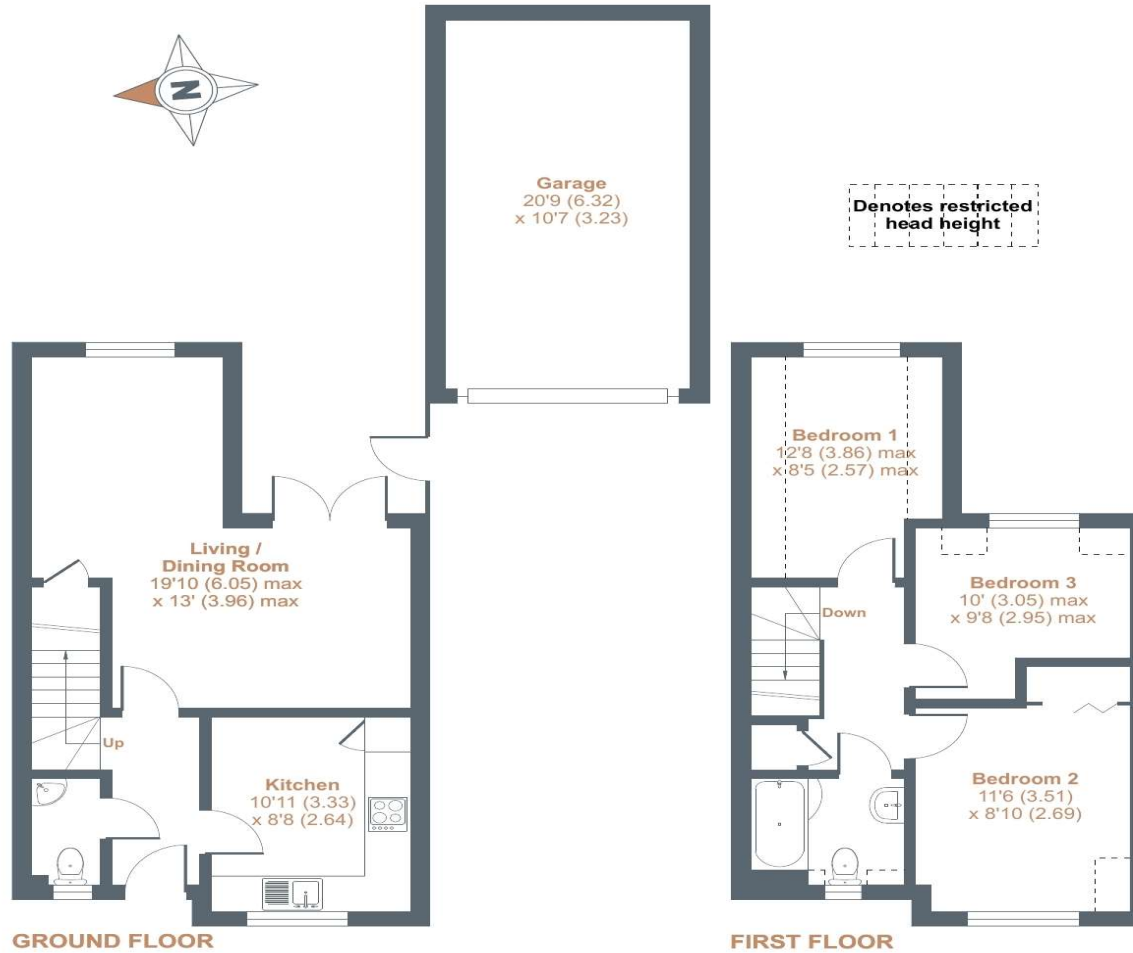 N
Garage
20'9 (6.32)
x 10'7 (3.23)
Denotes restricted
head height
Living /
Dining Room
19'10 (6.05) max
x 13' (3.96) max
Up
Kitchen
10'11 (3.33)
x 8'8 (2.64)
GROUND FLOOR
Bedroom 1
12'8 (3.86) max
x 8'5 (2.57) max
Bedroom 3
10' (3.05) max
x 9'8 (2.95) max
Down
Bedroom 2
11'6 (3.51)
x 8'10 (2.69)
FIRST FLOOR